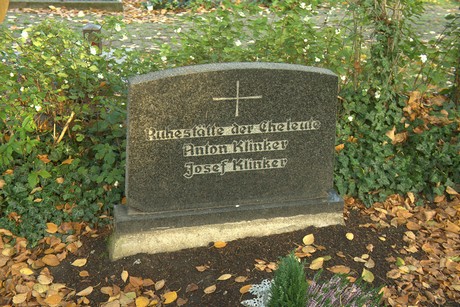 Ruhestätte der Eheleute
Anton Klinker
Josef Klinker